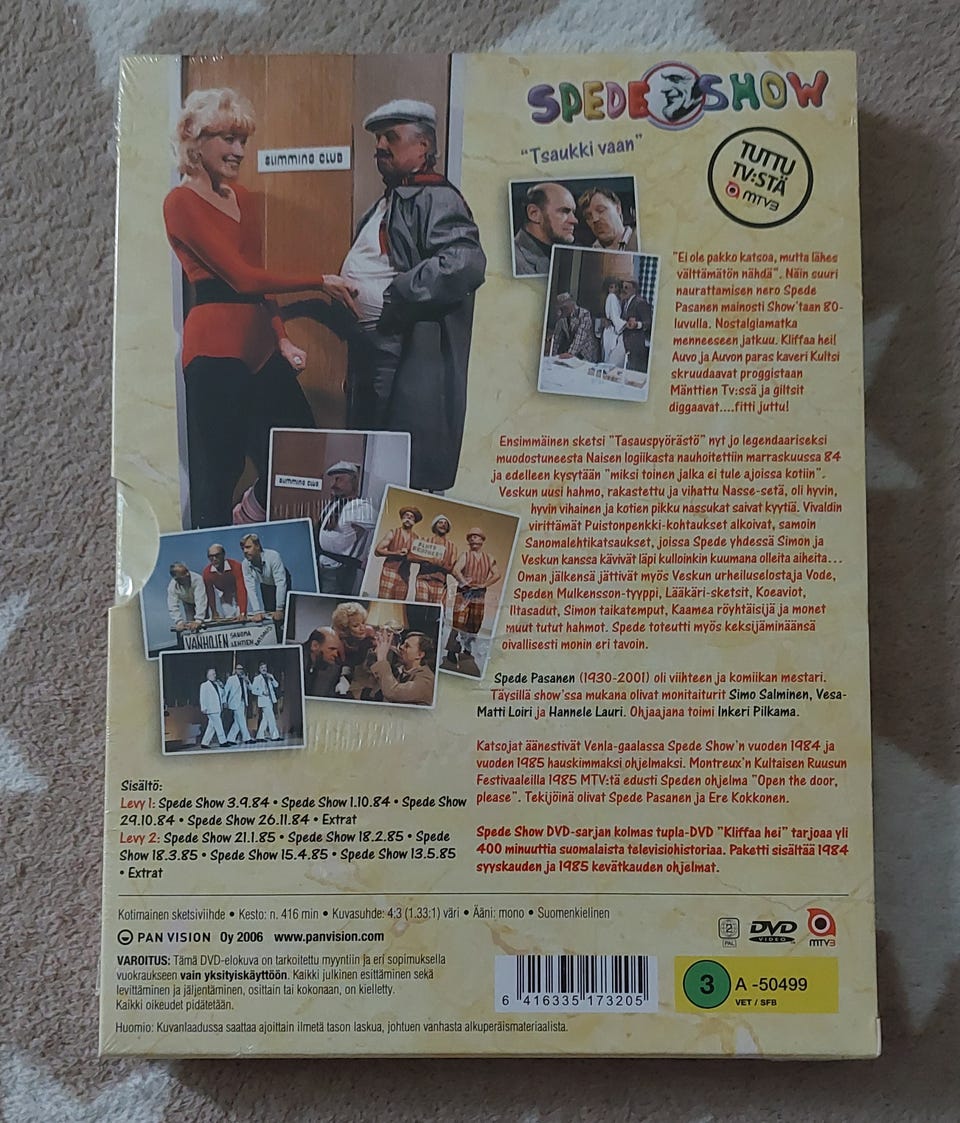 SPEDE SHOW
"Tsaukki vaan"
TUTTU
TV:STÄ
MTV3
SLIMMING CLUB
"Ei ole pakko katsoa, mutta lähes
välttämätön nähdä". Näin suuri
naurattamisen nero Spede
Pasanen mainosti Show'taan 80-
luvulla. Nostalgiamatka
menneeseen jatkuu. Kliffaa hei!
Auvo ja Auvon paras kaveri Kultsi
skruudaavat proggistaan
Mänttien Tv:ssä ja giltsit
diggaavat....fitti juttu!
Ensimmäinen sketsi "Tasauspyörästö" nyt jo legendaariseksi
muodostuneesta Naisen logiikasta nauhoitettiin marraskuussa 84
ja edelleen kysytään "miksi toinen jalka ei tule ajoissa kotiin".
Veskun uusi hahmo, rakastettu ja vihattu Nasse-setä, oli hyvin,
hyvin vihainen ja kotien pikku nassukat saivat kyytiä. Vivaldin
virittämät Puistonpenkki-kohtaukset alkoivat, samoin
Sanomalehtikatsaukset, joissa Spede yhdessä Simon ja
Veskun kanssa kävivät läpi kulloinkin kuumana olleita aiheita...
Oman jälkensä jättivät myös Veskun urheiluselostaja Vode,
Speden Mulkensson-tyyppi, Lääkäri-sketsit, Koeaviot,
Iltasadut, Simon taikatemput, Kaamea röyhtäisijä ja monet
muut tutut hahmot. Spede toteutti myös keksijäminäänsä
oivallisesti monin eri tavoin.
SLIMMING CLUB
FLUTE
BROTHERS
VANHOJEN SANOMA
LEHTIEN KATSAUS
Spede Pasanen (1930-2001) oli viihteen ja komiikan mestari.
Täysillä show'ssa mukana olivat monitaiturit Simo Salminen, Vesa-
Matti Loiri ja Hannele Lauri. Ohjaajana toimi Inkeri Pilkama.
Katsojat äänestivät Venla-gaalassa Spede Show'n vuoden 1984 ja
vuoden 1985 hauskimmaksi ohjelmaksi. Montreux'n Kultaisen Ruusun
Festivaaleilla 1985 MTV:tä edusti Speden ohjelma "Open the door,
please". Tekijöinä olivat Spede Pasanen ja Ere Kokkonen.
Spede Show DVD-sarjan kolmas tupla-DVD "Kliffaa hei" tarjoaa yli
400 minuuttia suomalaista televisiohistoriaa. Paketti sisältää 1984
syyskauden ja 1985 kevätkauden ohjelmat.
Sisältö:
Levy 1: Spede Show 3.9.84 • Spede Show 1.10.84 • Spede Show
29.10.84 • Spede Show 26.11.84 • Extrat
Levy 2: Spede Show 21.1.85 • Spede Show 18.2.85 • Spede
Show 18.3.85 • Spede Show 15.4.85 • Spede Show 13.5.85
• Extrat
Kotimainen sketsiviihde • Kesto: n. 416 min • Kuvasuhde: 4:3 (1.33:1) väri • Ääni: mono • Suomenkielinen
PAN VISION Oy 2006 www.panvision.com
2
PAL
DVD
VIDEO
MTV3
VAROITUS: Tämä DVD-elokuva on tarkoitettu myyntiin ja eri sopimuksella
vuokraukseen vain yksityiskäyttöön. Kaikki julkinen esittäminen sekä
levittäminen ja jäljentäminen, osittain tai kokonaan, on kielletty.
Kaikki oikeudet pidätetään.
6 416335 173205
3 A -50499
VET / SFB
Huomio: Kuvanlaadussa saattaa ajoittain ilmetä tason laskua, johtuen vanhasta alkuperäismateriaalista.